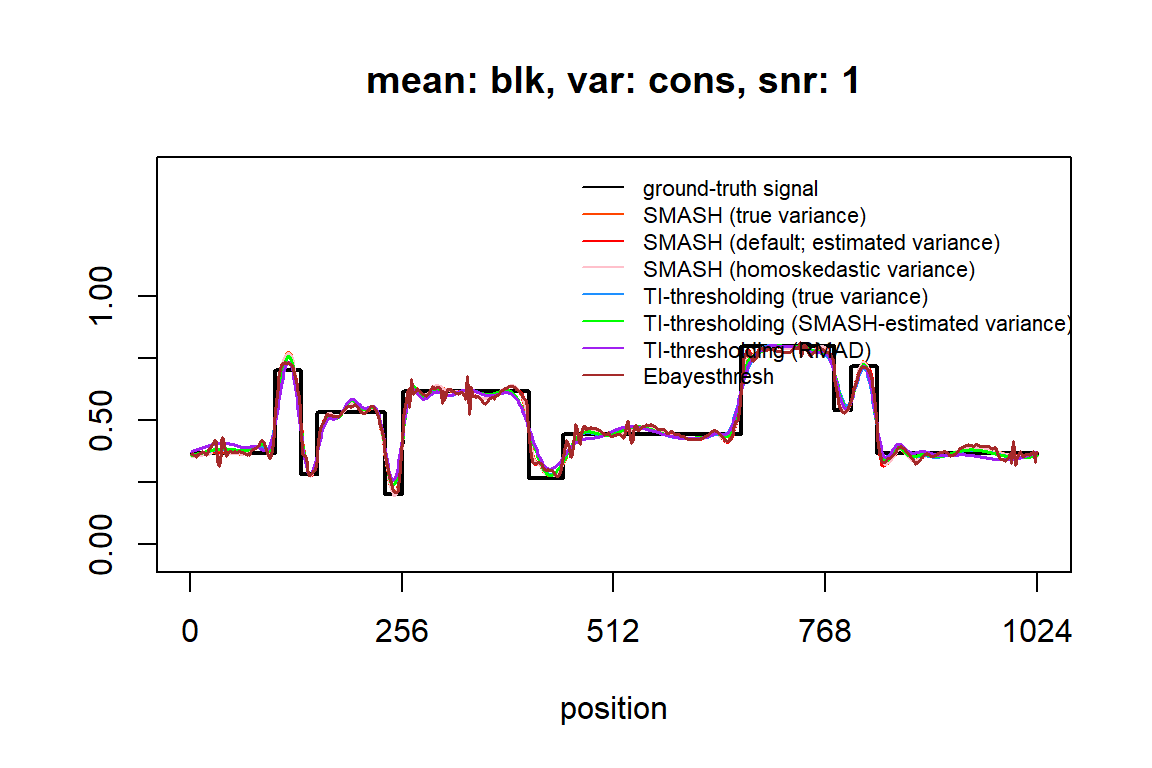 mean: blk, var: cons, snr: 1
ground-truth signal
SMASH (true variance)
SMASH (default; estimated variance)
SMASH (homoskedastic variance)
TI-thresholding (true variance)
TI-thresholding (SMASH-estimated variance)
TI-thresholding (RMAD)
Ebayesthresh
1.00
0.50
0.00
0 256 512 768 1024
position